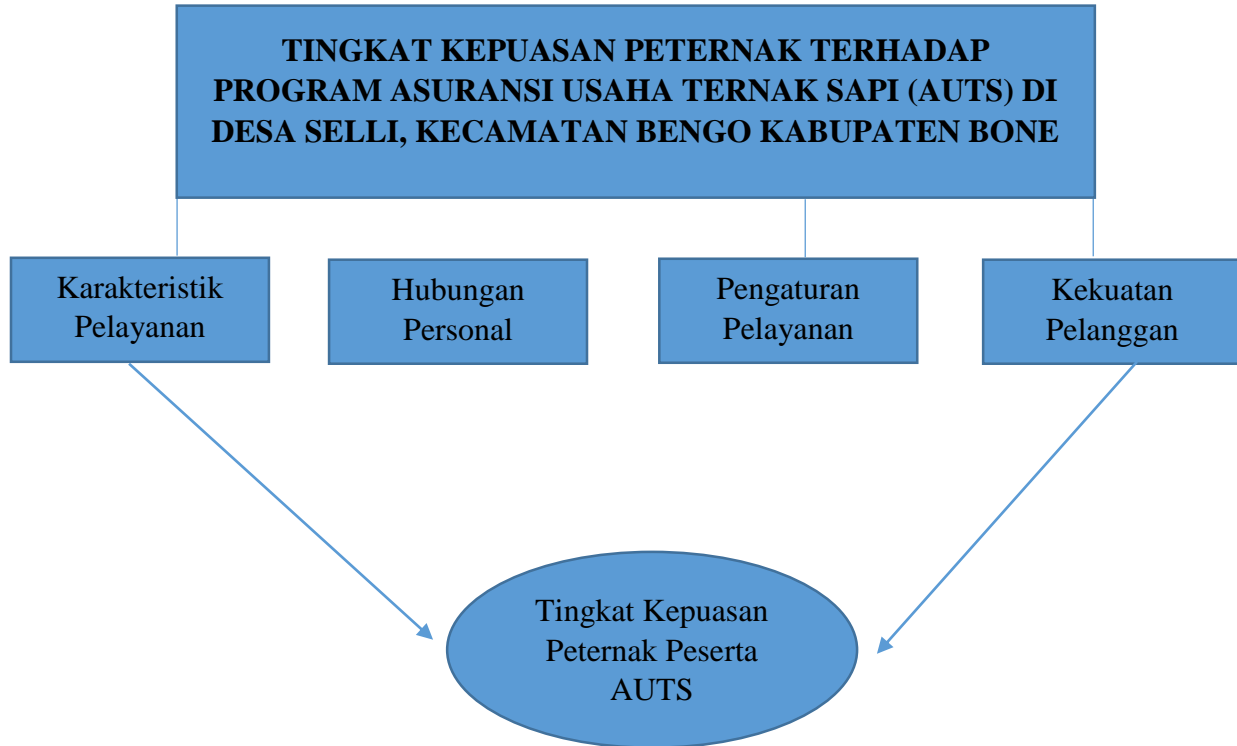 TINGKAT KEPUASAN PETERNAK TERHADAP
PROGRAM ASURANSI USAHA TERNAK SAPI (AUTS) DI
DESA SELLI, KECAMATAN BENGO KABUPATEN BONE
Karakteristik
Pelayanan
Hubungan
Personal
Pengaturan
Pelayanan
Kekuatan
Pelanggan
Tingkat Kepuasan
Peternak Peserta
AUTS